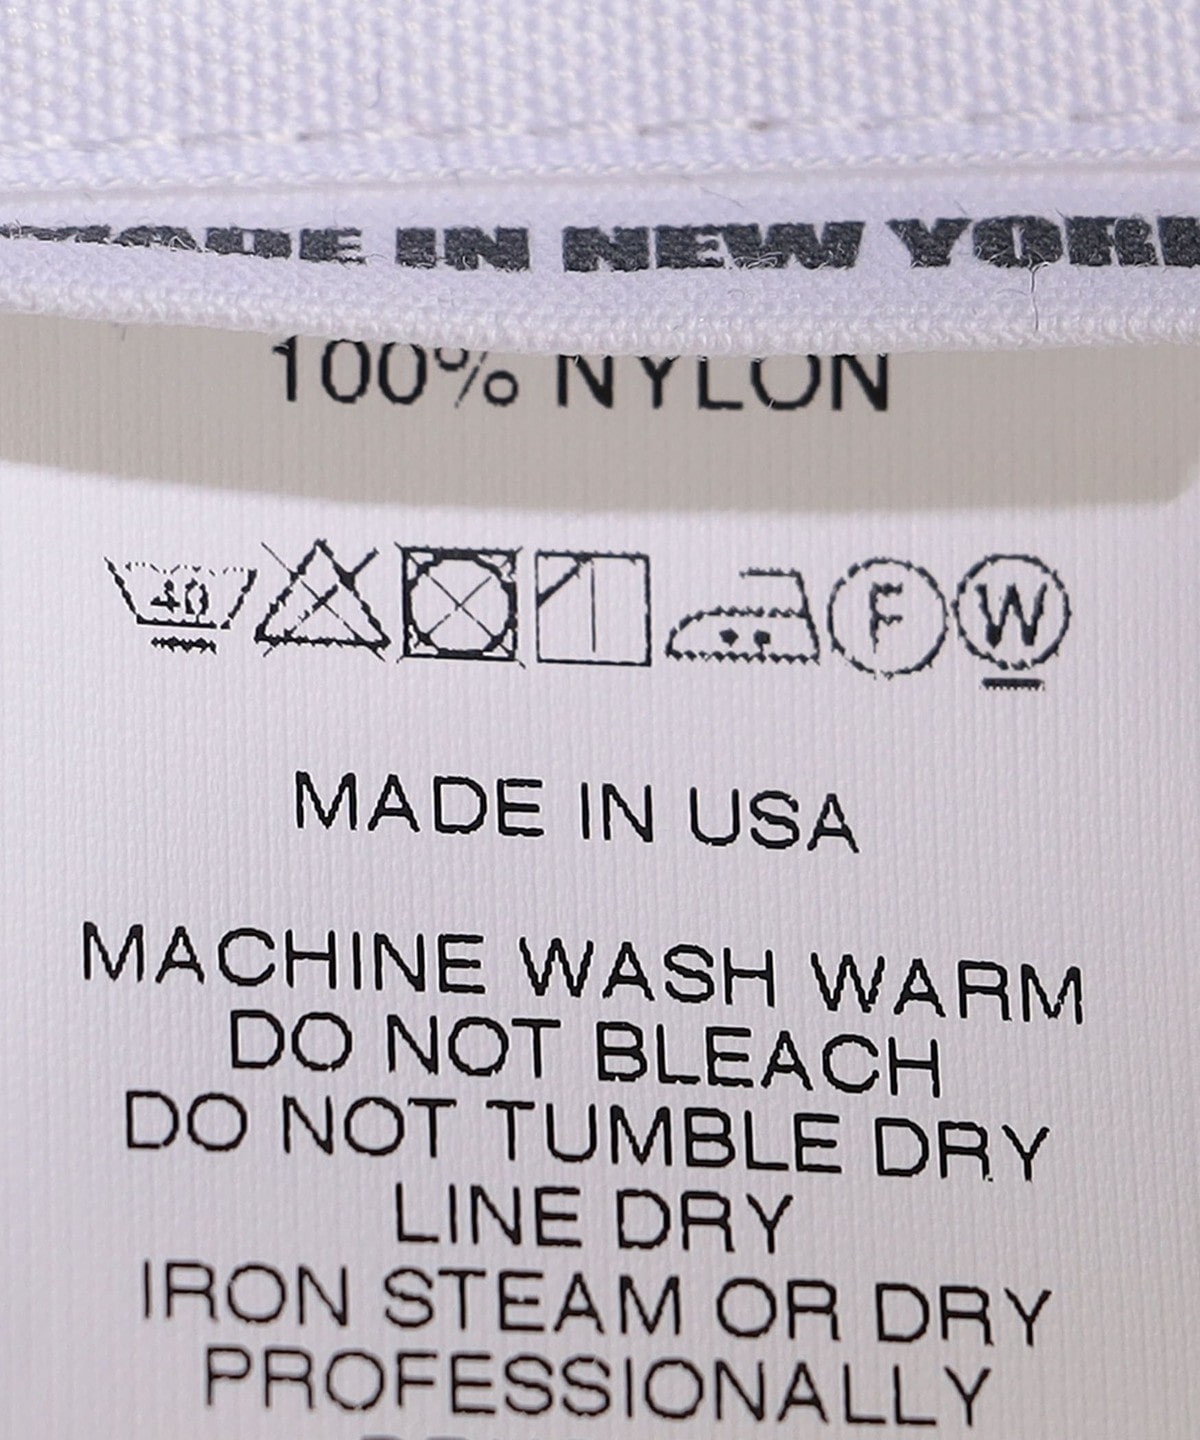 MADE IN NEW YORK
100% NYLON
40
F W
MADE IN USA
MACHINE WASH WARM
DO NOT BLEACH
DO NOT TUMBLE DRY
LINE DRY
IRON STEAM OR DRY
PROFESSIONALLY